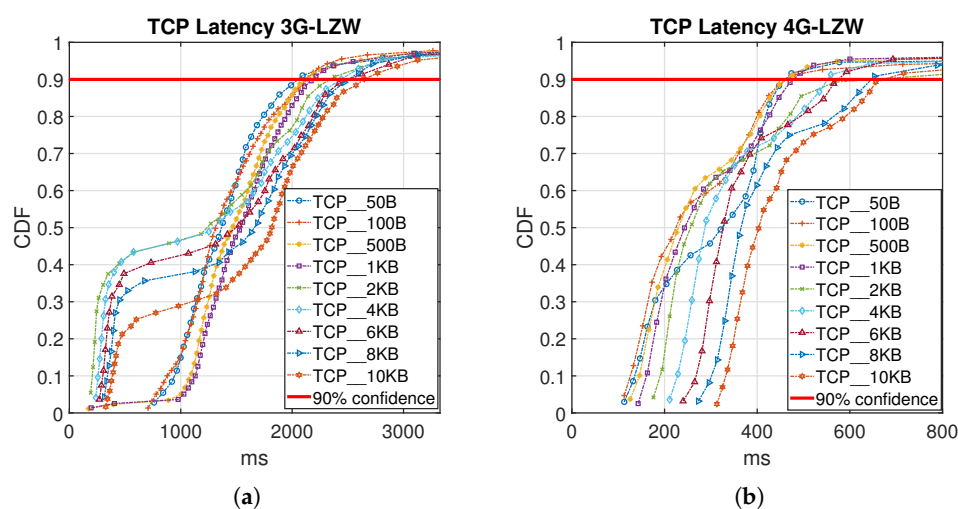 TCP Latency 3G-LZW
1
0.9
0.8
0.7
0.6
0.5
0.4
0.3
0.2
0.1
0
CDF
TCP__50B
TCP__100B
TCP__500B
TCP__1KB
TCP__2KB
TCP__4KB
TCP__6KB
TCP__8KB
TCP__10KB
90% confidence
0 1000 2000 3000
ms
(a)
TCP Latency 4G-LZW
1
0.9
0.8
0.7
0.6
0.5
0.4
0.3
0.2
0.1
0
CDF
TCP__50B
TCP__100B
TCP__500B
TCP__1KB
TCP__2KB
TCP__4KB
TCP__6KB
TCP__8KB
TCP__10KB
90% confidence
0 200 400 600 800
ms
(b)